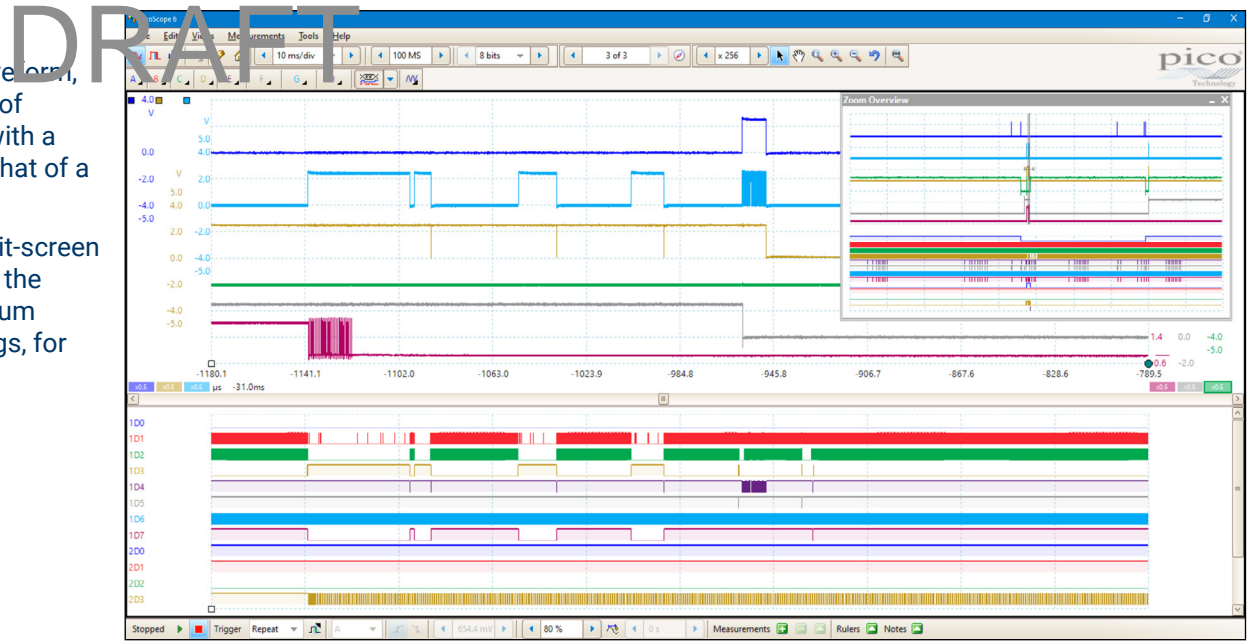 DRAFT
of
with a
hat of a
it-screen
the
um
gs, for
PicoScope 6
Edit Views Measurements Tools Help
10 ms/div 100 MS 8 bits 3 of 3 x 256
A B C D E F G
pico
Technology
Zoom Overview
4.0
V V
5.0
0.0 4.0
-2.0 V 2.0
5.0
-4.0 4.0 0.0
-5.0
2.0 -2.0
0.0 -4.0
-5.0
-2.0
-4.0
-5.0
1.4 0.0 -4.0
-5.0
-0.6 -2.0
-1180.1 -1141.1 -1102.0 -1063.0 -1023.9 -984.8 -945.8 -906.7 -867.6 -828.6 -789.5
x0.5 x0.5 x0.5 µs -31.0ms x0.5 x0.5 x0.5
1D0
1D1
1D2
1D3
1D4
1D5
1D6
1D7
2D0
2D1
2D2
2D3
Stopped Trigger Repeat A 654.4 mV 80 % 0 s Measurements Rulers Notes